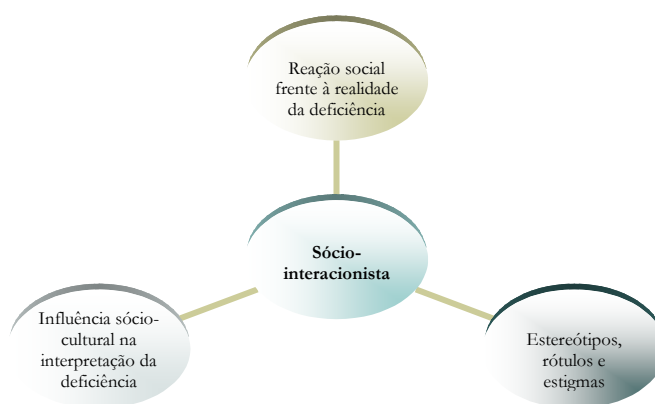 Reação social
frente à realidade
da deficiência
Sócio-
interacionista
Influência sócio-
cultural na
interpretação da
deficiência
Estereótipos,
rótulos e
estigmas